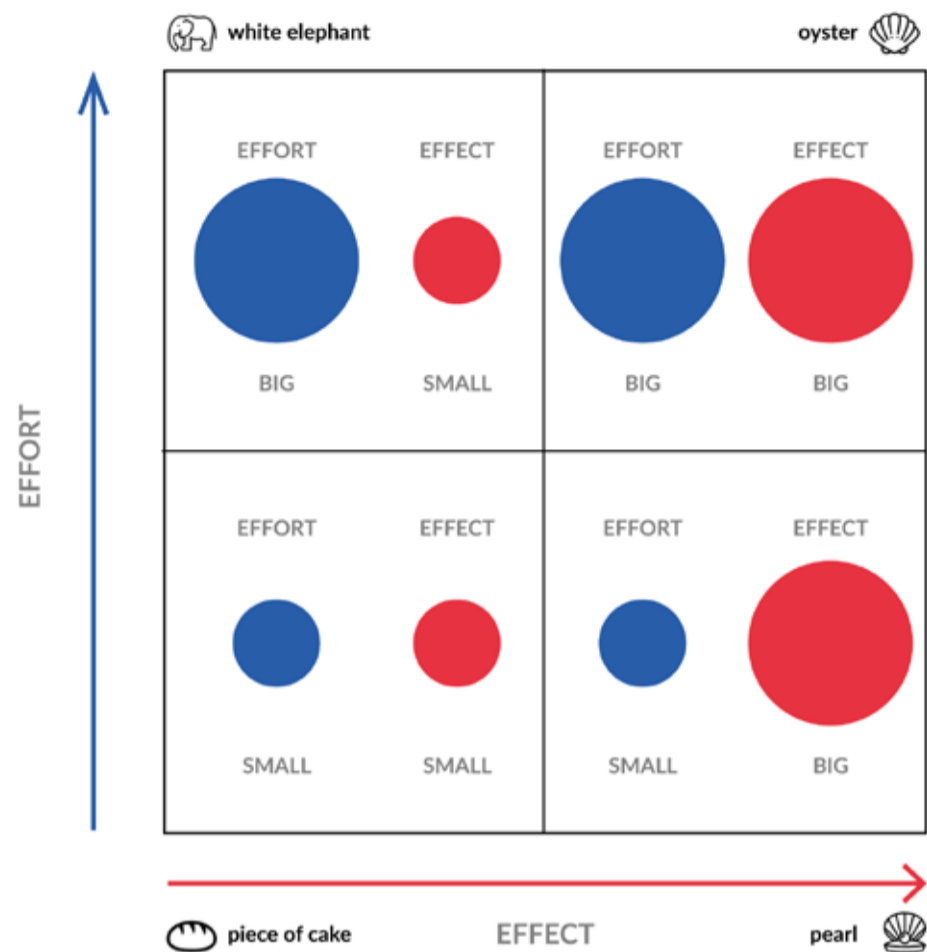 white elephant
oyster
EFFORT EFFECT EFFORT EFFECT
BIG SMALL BIG BIG
EFFORT
EFFORT EFFECT EFFORT EFFECT
SMALL SMALL SMALL BIG
piece of cake
EFFECT
pearl